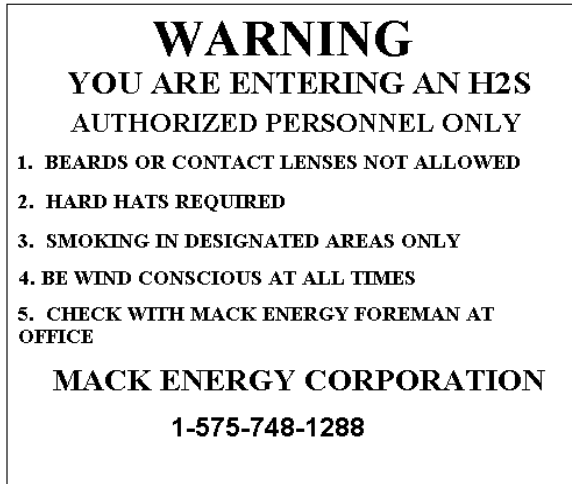 WARNING
YOU ARE ENTERING AN H2S
AUTHORIZED PERSONNEL ONLY
1. BEARDS OR CONTACT LENSES NOT ALLOWED
2. HARD HATS REQUIRED
3. SMOKING IN DESIGNATED AREAS ONLY
4. BE WIND CONSCIOUS AT ALL TIMES
5. CHECK WITH MACK ENERGY FOREMAN AT
OFFICE
MACK ENERGY CORPORATION
1-575-748-1288